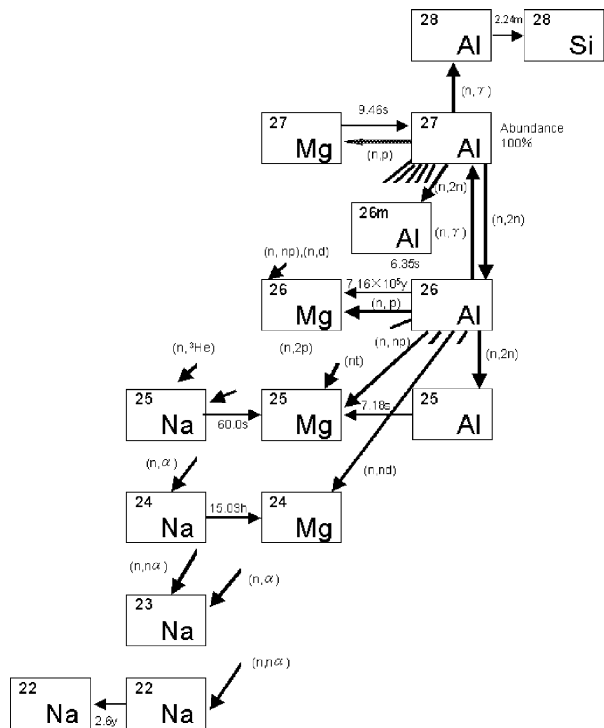 28 Al 2.24m 28 Si
(n,γ)
27 Mg 9.46s 27 Al Abundance
100%
(n,p)
(n,2n)
26m Al (n,γ) (n,2n)
6.35s
(n, np),(n,d)
26 Mg 7.16×10⁵y 26 Al
(n, p)
(n,³He) (n,2p) (n, np)
(nt) (n,2n)
25 Na 60.0s 25 Mg 7.18s 25 Al
(n,α) (n,nd)
24 Na 15.03h 24 Mg
(n,nα) (n,α)
23 Na
(n,nα)
22 Na 2.6y 22 Na